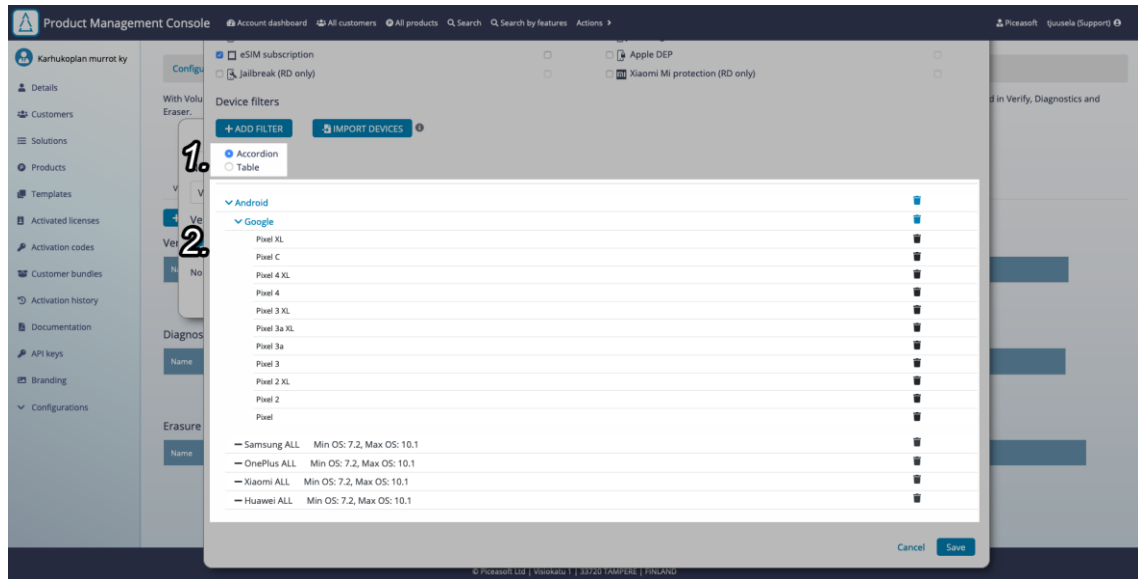 Product Management Console
Account dashboard All customers All products Search Search by features Actions
Piceasoft tjuusela (Support)
Karhukoplan murrot ky
Details
Customers
Solutions
Products
Templates
Activated licenses
Activation codes
Customer bundles
Activation history
Documentation
API keys
Branding
Configurations
With Volu
Eraser.
d in Verify, Diagnostics and
Diagnos
Name
Erasure
Name
eSIM subscription
Apple DEP
Jailbreak (RD only)
Xiaomi Mi protection (RD only)
Device filters
+ ADD FILTER
IMPORT DEVICES
1.
Accordion
Table
2.
Android
Google
Pixel XL
Pixel C
Pixel 4 XL
Pixel 4
Pixel 3 XL
Pixel 3a XL
Pixel 3a
Pixel 3
Pixel 2 XL
Pixel 2
Pixel
Samsung ALL Min OS: 7.2, Max OS: 10.1
OnePlus ALL Min OS: 7.2, Max OS: 10.1
Xiaomi ALL Min OS: 7.2, Max OS: 10.1
Huawei ALL Min OS: 7.2, Max OS: 10.1
Cancel Save
© Piceasoft Ltd | Visiokatu 1 | 33720 TAMPERE | FINLAND